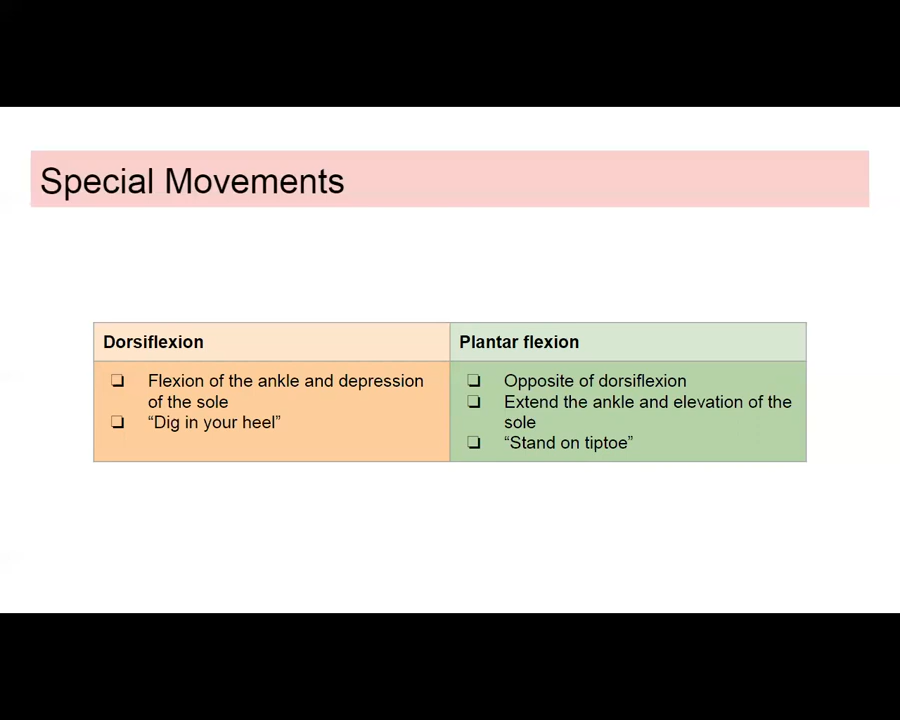 Special Movements
Dorsiflexion
❏ Flexion of the ankle and depression
of the sole
❏ “Dig in your heel”
Plantar flexion
❏ Opposite of dorsiflexion
❏ Extend the ankle and elevation of the
sole
❏ “Stand on tiptoe”